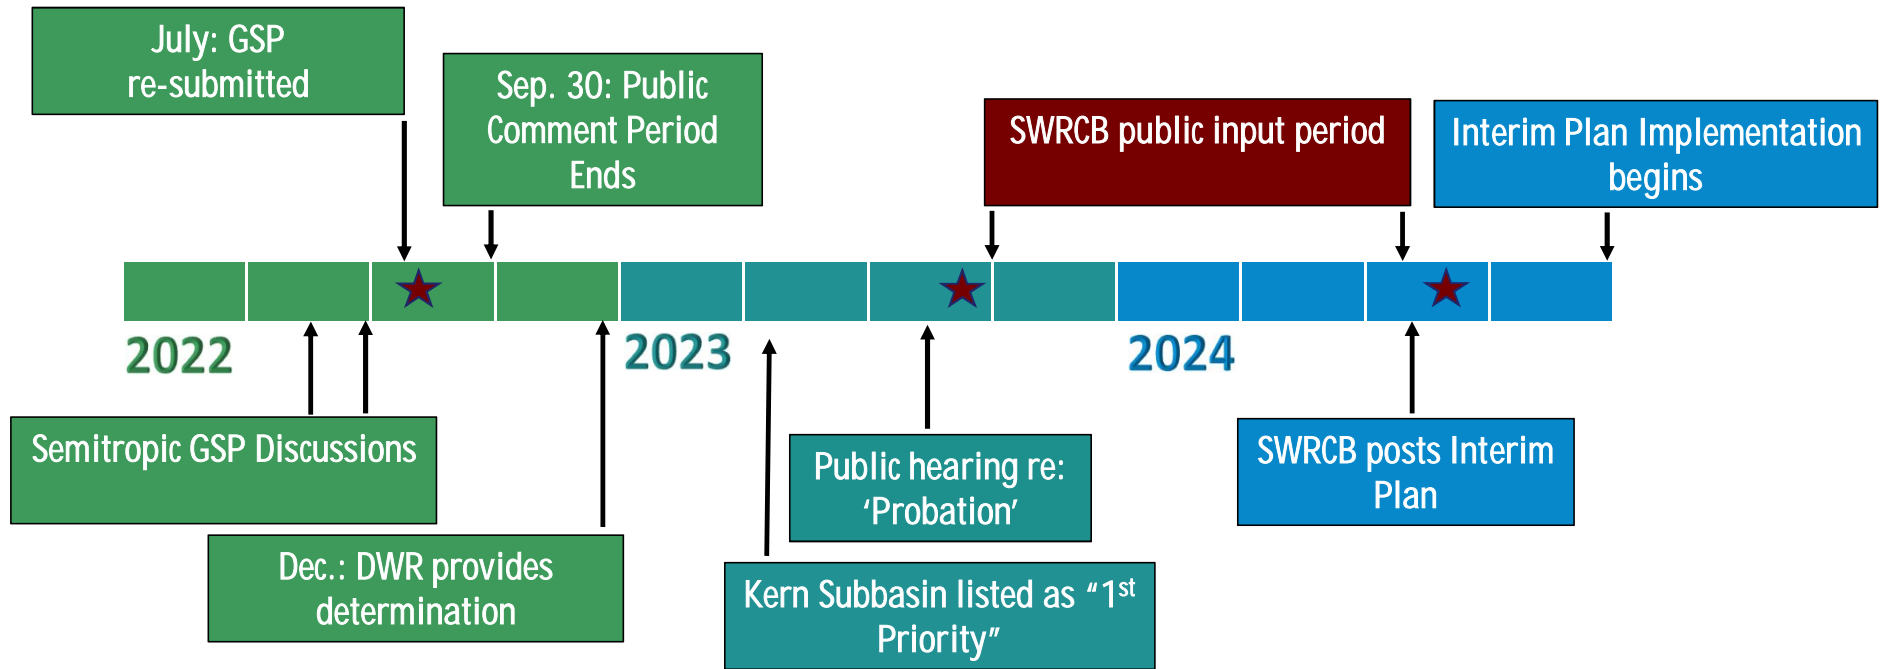 July: GSP
re-submitted
Sep. 30: Public
Comment Period
Ends
SWRCB public input period
Interim Plan Implementation
begins
2022
2023
2024
Semitropic GSP Discussions
Dec.: DWR provides
determination
Public hearing re:
‘Probation’
Kern Subbasin listed as “1st
Priority”
SWRCB posts Interim
Plan